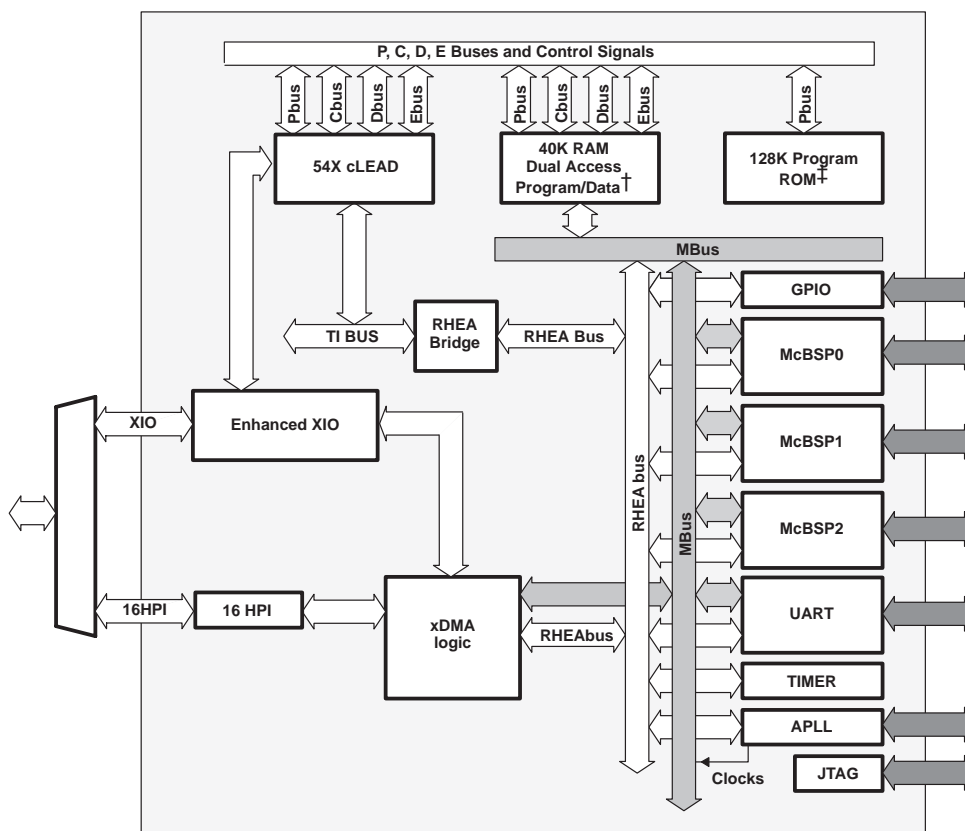 P, C, D, E Buses and Control Signals
Pbus
Cbus
Dbus
Ebus
Pbus
Cbus
Dbus
Ebus
Pbus
54X cLEAD
40K RAM
Dual Access
Program/Data†
128K Program
ROM‡
MBus
GPIO
TI BUS
RHEA
Bridge
RHEA Bus
McBSP0
XIO
Enhanced XIO
McBSP1
RHEA bus
MBus
McBSP2
16HPI
16 HPI
xDMA
logic
RHEAbus
UART
TIMER
APLL
Clocks
JTAG